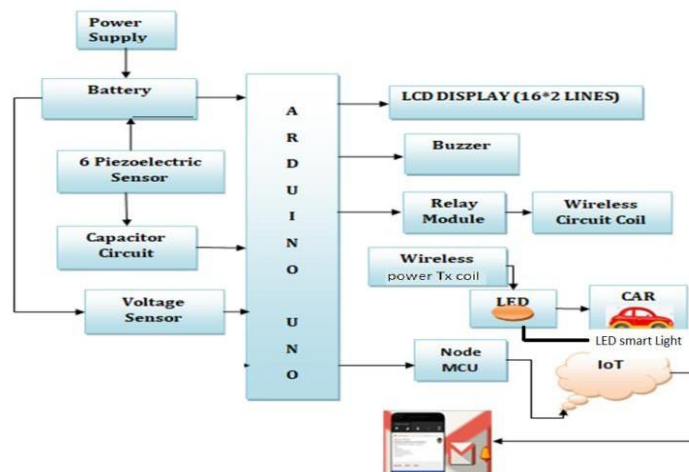 Power
Supply
Battery
6 Piezoelectric
Sensor
Capacitor
Circuit
Voltage
Sensor
A
R
D
U
I
N
O
U
N
O
LCD DISPLAY (16*2 LINES)
Buzzer
Relay
Module
Wireless
Circuit Coil
Wireless
power Tx coil
LED
CAR
LED smart Light
Node
MCU
IoT